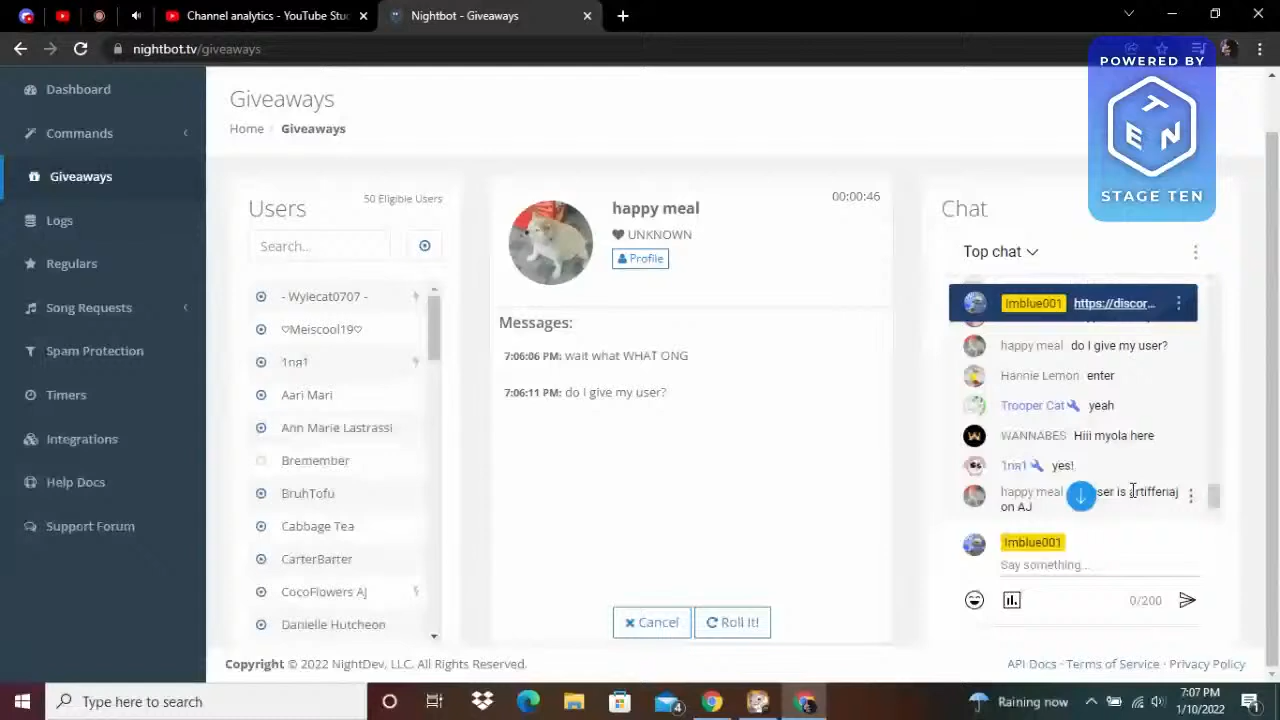 Channel analytics - YouTube Stu
Nightbot - Giveaways
nightbot.tv/giveaways
POWERED BY
TEN
STAGE TEN
Dashboard
Commands
Giveaways
Logs
Regulars
Song Requests
Spam Protection
Timers
Integrations
Help Docs
Support Forum
Giveaways
Home
Giveaways
Users
50 Eligible Users
Search...
- Wylecat0707 -
♡Meiscool19♡
Aari Mari
Ann Marie Lastrassi
Bremember
BruhTofu
Cabbage Tea
CarterBarter
CocoFlowers AJ
Danielle Hutcheon
happy meal
00:00:46
UNKNOWN
Profile
Messages:
7:06:06 PM: wait what WHAT ONG
7:06:11 PM: do I give my user?
Cancel
Roll It!
Chat
Top chat
Imblue001 https://discor...
happy meal do I give my user?
Hannie Lemon enter
Trooper Cat yeah
WANNABES Hiii myola here
yes!
happy meal ser is artifferiaj
on AJ
Imblue001
Say something...
0/200
Copyright © 2022 NightDev, LLC. All Rights Reserved.
API Docs - Terms of Service - Privacy Policy
Type here to search
4
Raining now
7:07 PM
1/10/2022
1